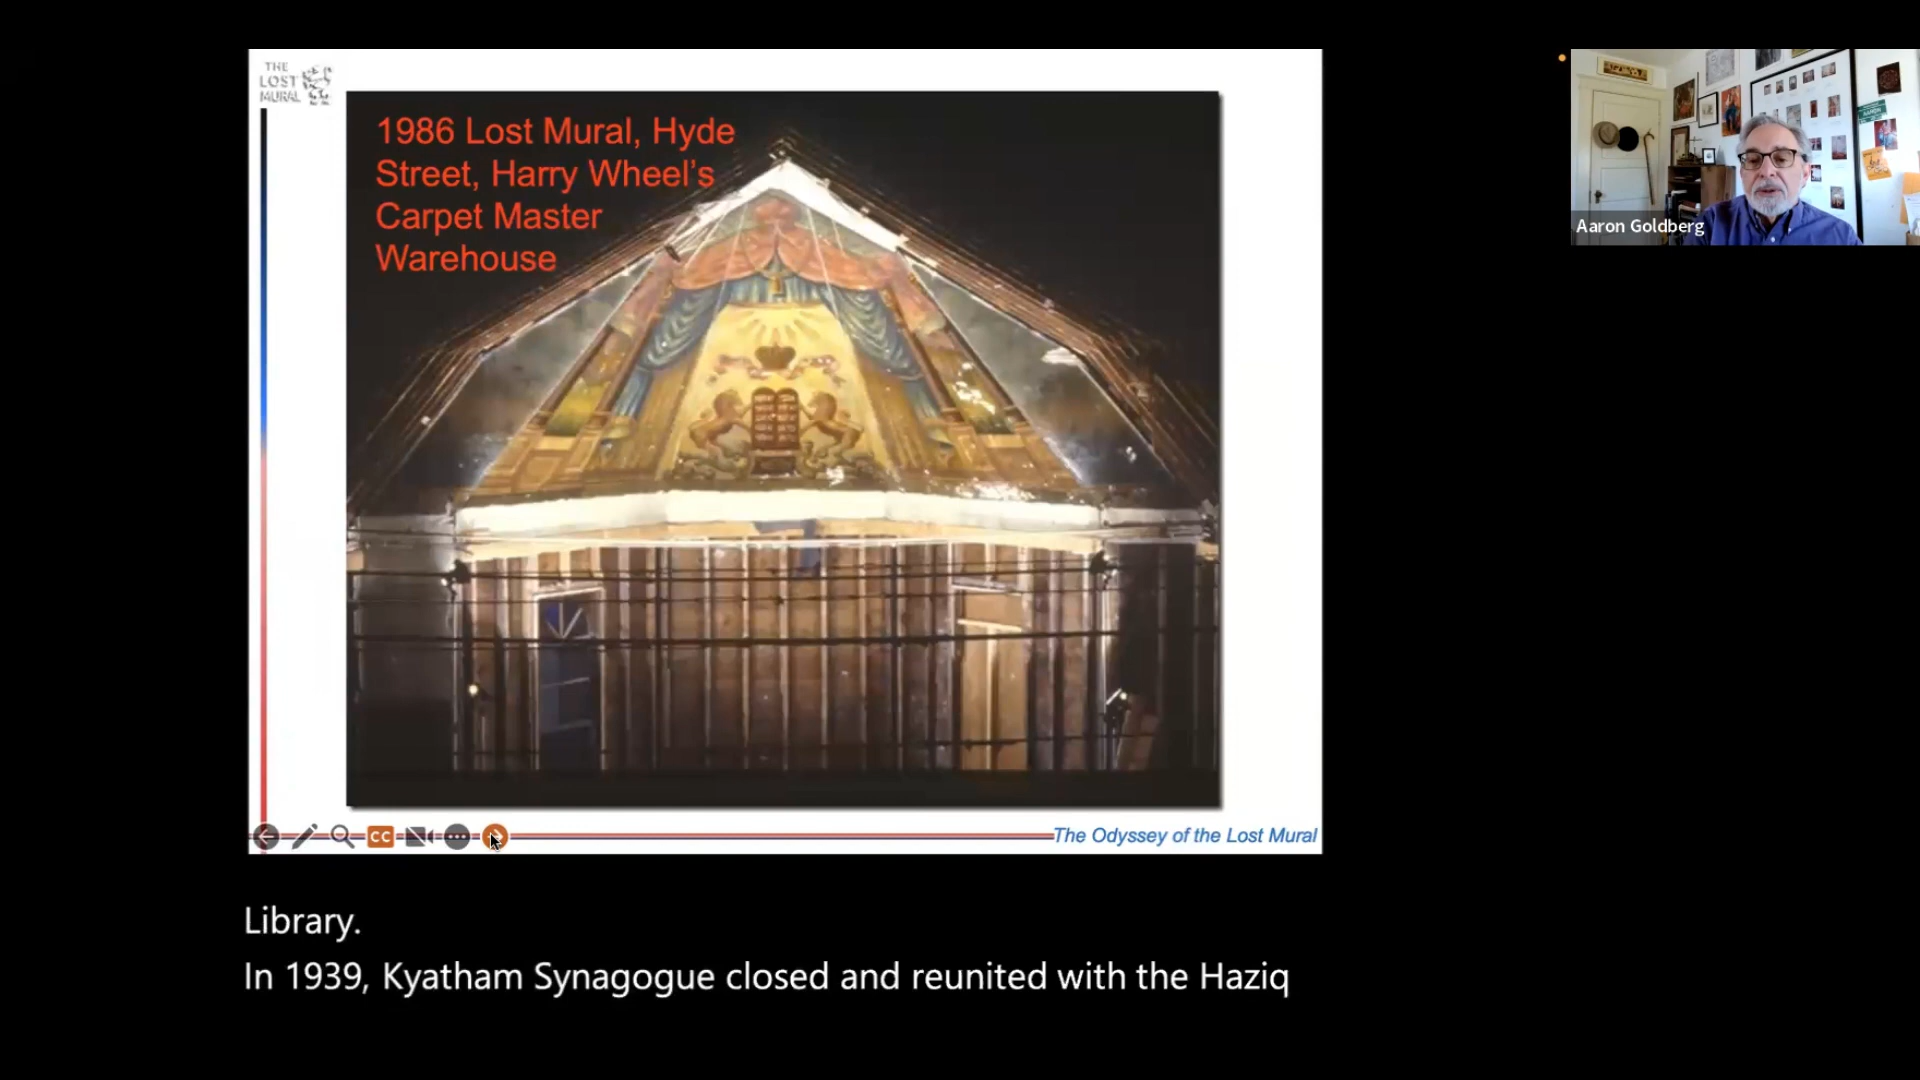 THE
LOST
MURAL
1986 Lost Mural, Hyde
Street, Harry Wheel's
Carpet Master
Warehouse
Aaron Goldberg
CC
The Odyssey of the Lost Mural
Library.
In 1939, Kyatham Synagogue closed and reunited with the Haziq